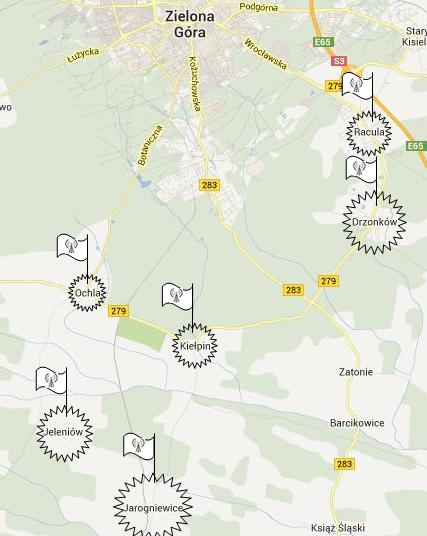 Podgórna
Zielona
Góra
Stary
Kisiel
E65
Wrocławska
Łużycka
S3
Kożuchowska
279
wo
Racula
Botaniczna
E65
283
Drzonków
279
283
Ochla
279
Kiełpin
Zatonie
Barcikowice
Jeleniów
283
Jarogniewice
Książ Śląski